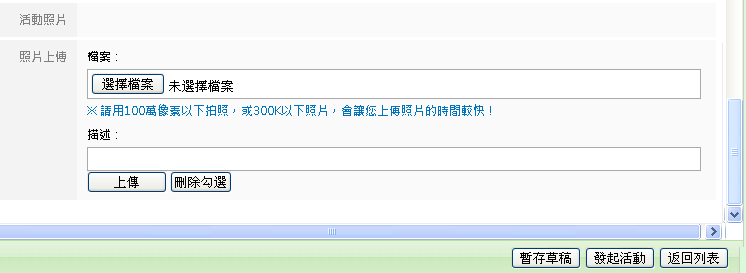 活動照片
照片上傳
檔案：
選擇檔案 未選擇檔案
※ 請用100萬像素以下拍照，或300K以下照片，會讓您上傳照片的時間較快！
描述：
上傳 刪除勾選
暫存草稿 發起活動 返回列表